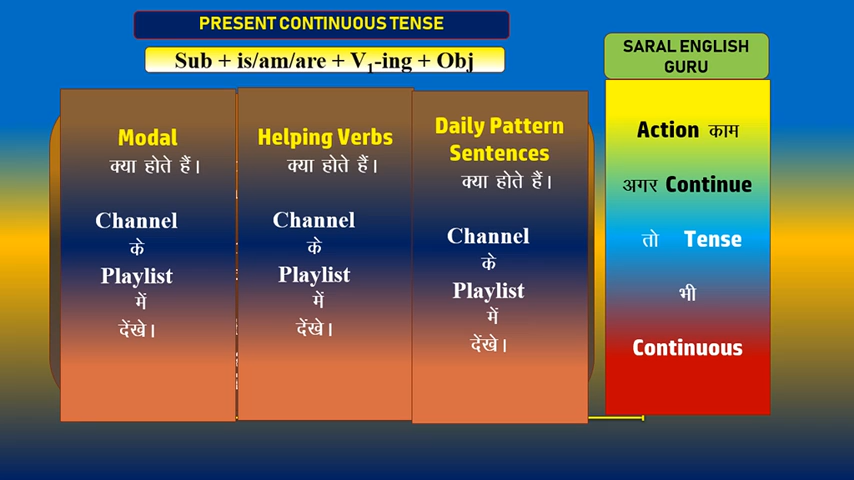 PRESENT CONTINUOUS TENSE
Sub + is/am/are + V1-ing + Obj
Modal
क्या होते हैं।
Channel
के
Playlist
में
देंखे।
Helping Verbs
क्या होते हैं।
Channel
के
Playlist
में
देंखे।
Daily Pattern
Sentences
क्या होते हैं।
Channel
के
Playlist
में
देंखे।
SARAL ENGLISH
GURU
Action काम
अगर Continue
तो Tense
भी
Continuous